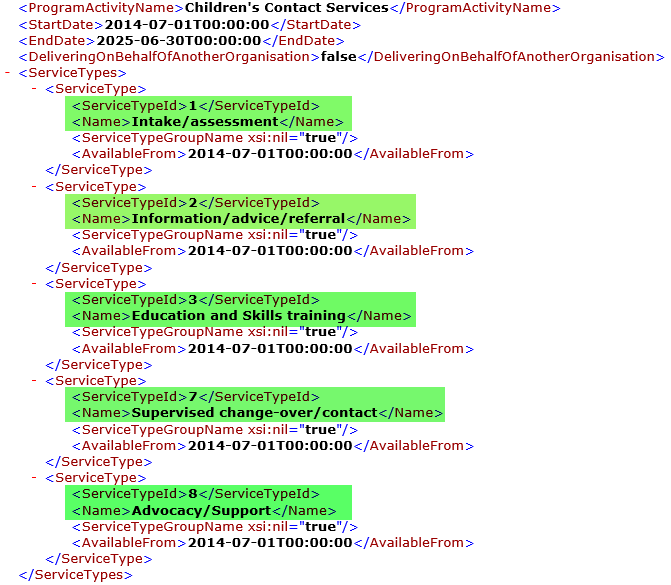 <ProgramActivityName>Children's Contact Services</ProgramActivityName>
<StartDate>2014-07-01T00:00:00</StartDate>
<EndDate>2025-06-30T00:00:00</EndDate>
<DeliveringOnBehalfOfAnotherOrganisation>false</DeliveringOnBehalfOfAnotherOrganisation>
- <ServiceTypes>
- <ServiceType>
<ServiceTypeId>1</ServiceTypeId>
<Name>Intake/assessment</Name>
<ServiceTypeGroupName xsi:nil="true"/>
<AvailableFrom>2014-07-01T00:00:00</AvailableFrom>
</ServiceType>
- <ServiceType>
<ServiceTypeId>2</ServiceTypeId>
<Name>Information/advice/referral</Name>
<ServiceTypeGroupName xsi:nil="true"/>
<AvailableFrom>2014-07-01T00:00:00</AvailableFrom>
</ServiceType>
- <ServiceType>
<ServiceTypeId>3</ServiceTypeId>
<Name>Education and Skills training</Name>
<ServiceTypeGroupName xsi:nil="true"/>
<AvailableFrom>2014-07-01T00:00:00</AvailableFrom>
</ServiceType>
- <ServiceType>
<ServiceTypeId>7</ServiceTypeId>
<Name>Supervised change-over/contact</Name>
<ServiceTypeGroupName xsi:nil="true"/>
<AvailableFrom>2014-07-01T00:00:00</AvailableFrom>
</ServiceType>
- <ServiceType>
<ServiceTypeId>8</ServiceTypeId>
<Name>Advocacy/Support</Name>
<ServiceTypeGroupName xsi:nil="true"/>
<AvailableFrom>2014-07-01T00:00:00</AvailableFrom>
</ServiceType>
</ServiceTypes>